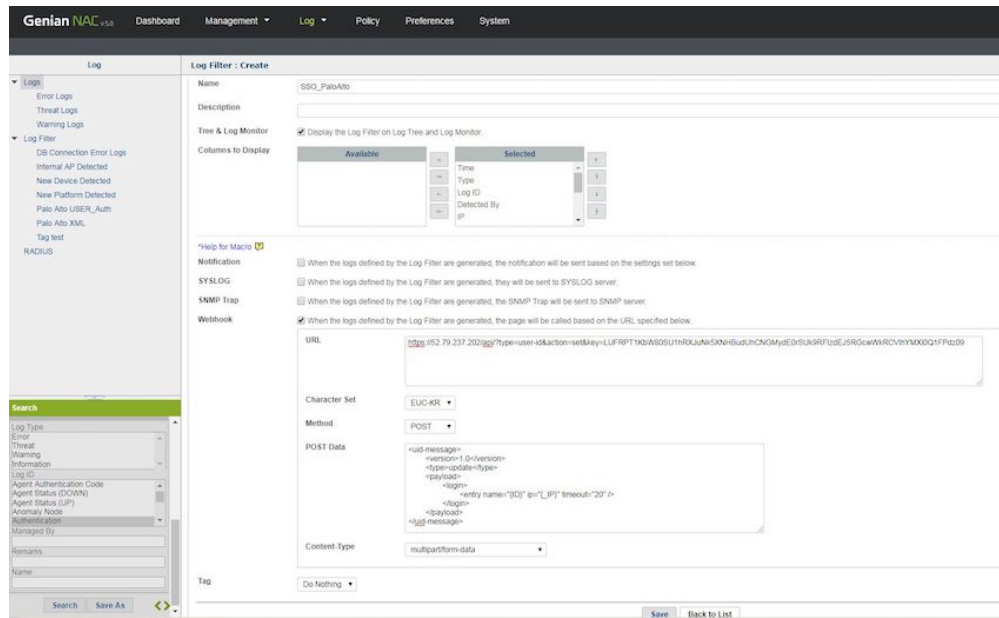 Genian NAC v5.0 Dashboard Management Log Policy Preferences System
Log
Logs
Error Logs
Threat Logs
Warning Logs
Log Filter
DB Connection Error Logs
Internal AP Detected
New Device Detected
New Platform Detected
Palo Alto USER_Auth
Palo Alto XML
Tag test
RADIUS
Search
Log Type
Error
Threat
Warning
Information
Log ID
Agent Authentication Code
Agent Status (DOWN)
Agent Status (UP)
Anomaly Node
Authentication
Managed By
Remarks
Name
Search Save As
Log Filter : Create
Name SSO_PaloAlto
Description
Tree & Log Monitor Display the Log Filter on Log Tree and Log Monitor.
Columns to Display Available Selected
Time
Type
Log ID
Detected By
IP
*Help for Macro
Notification When the logs defined by the Log Filter are generated, the notification will be sent based on the settings set below.
SYSLOG When the logs defined by the Log Filter are generated, they will be sent to SYSLOG server.
SNMP Trap When the logs defined by the Log Filter are generated, the SNMP Trap will be sent to SNMP server.
Webhook When the logs defined by the Log Filter are generated, the page will be called based on the URL specified below.
URL
Character Set EUC-KR
Method POST
POST Data <uid-message>
<version>1.0</version>
<type>update</type>
<payload>
<login>
<entry name="{ID}" ip="{_IP}" timeout="20" />
</login>
</payload>
</uid-message>
Content-Type multipart/form-data
Tag Do Nothing
Save Back to List